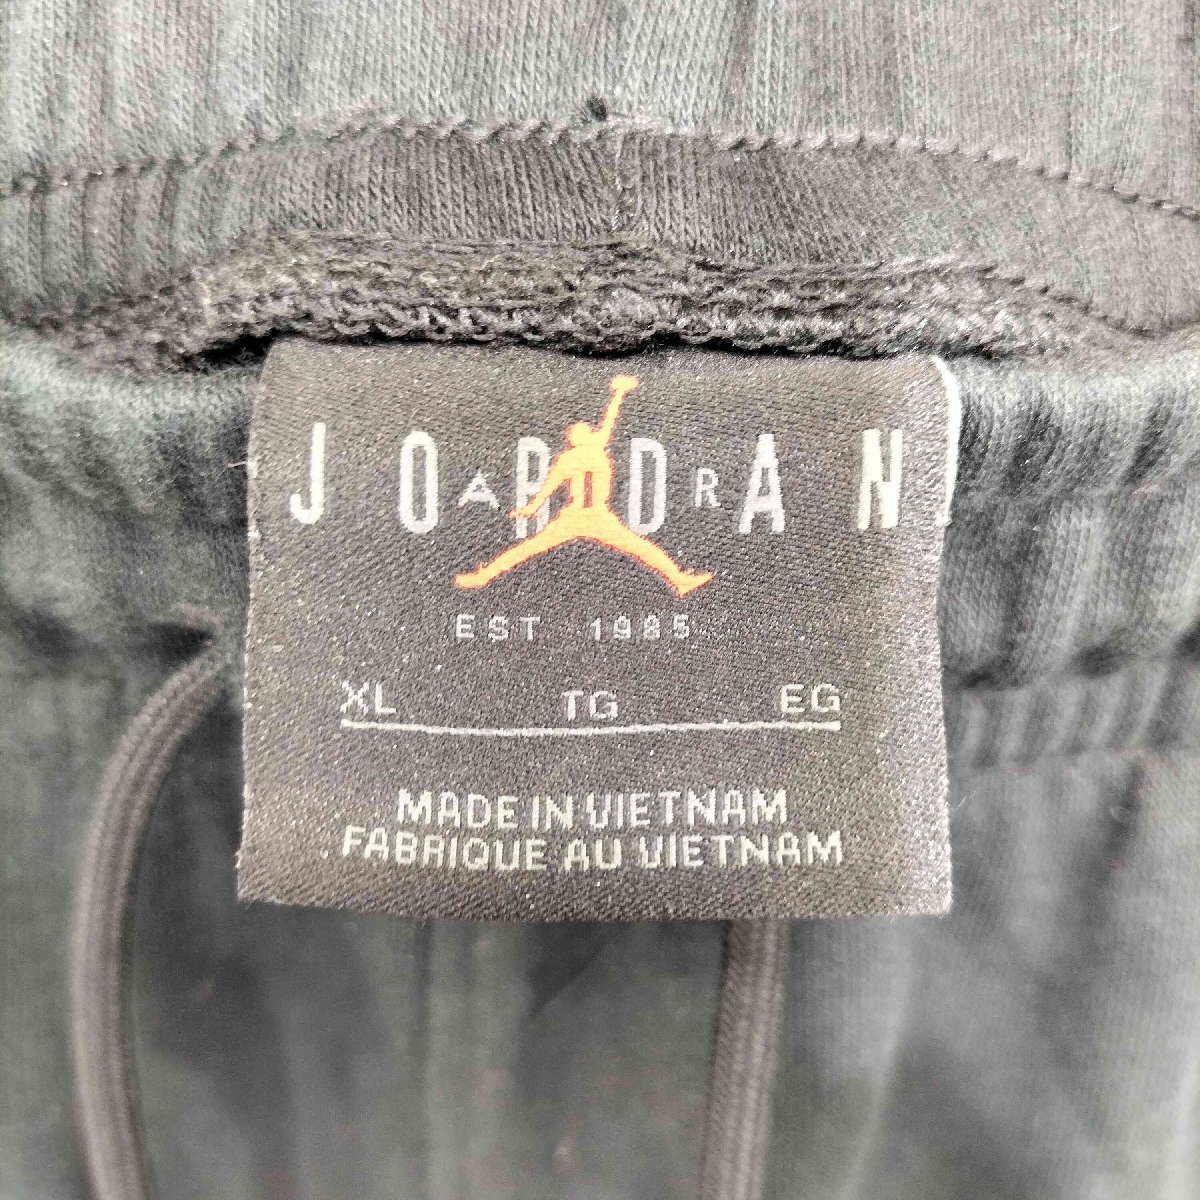 JORDAN
AIR
EST 1985
XL TG EG
MADE IN VIETNAM
FABRIQUE AU VIETNAM